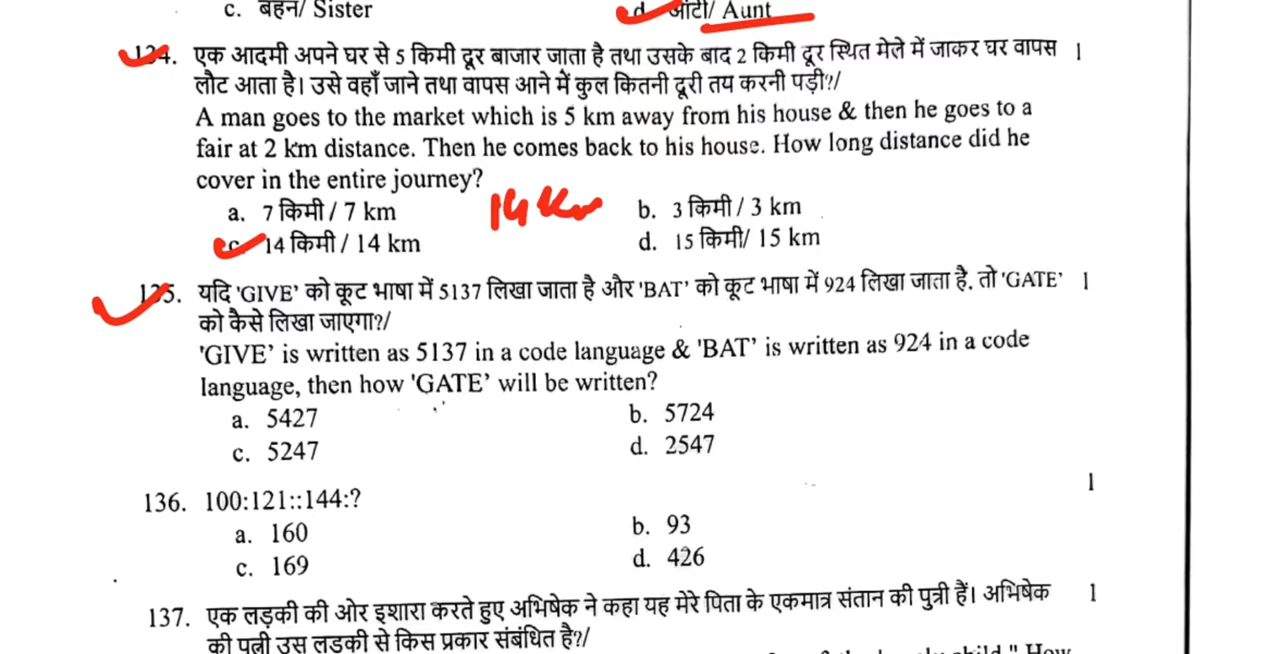 c. बहन/ Sister
d. आंटी/ Aunt
134. एक आदमी अपने घर से 5 किमी दूर बाजार जाता है तथा उसके बाद 2 किमी दूर स्थित मेले में जाकर घर वापस 1
लौट आता है। उसे वहाँ जाने तथा वापस आने में कुल कितनी दूरी तय करनी पड़ी?/
A man goes to the market which is 5 km away from his house & then he goes to a
fair at 2 km distance. Then he comes back to his house. How long distance did he
cover in the entire journey?
a. 7 किमी / 7 km
14 km
b. 3 किमी / 3 km
c. 14 किमी / 14 km
d. 15 किमी/ 15 km
135. यदि 'GIVE' को कूट भाषा में 5137 लिखा जाता है और 'BAT' को कूट भाषा में 924 लिखा जाता है. तो 'GATE' 1
को कैसे लिखा जाएगा?/
'GIVE' is written as 5137 in a code language & 'BAT' is written as 924 in a code
language, then how 'GATE' will be written?
a. 5427
b. 5724
c. 5247
d. 2547
136. 100:121::144:? 1
a. 160
b. 93
c. 169
d. 426
137. एक लड़की की ओर इशारा करते हुए अभिषेक ने कहा यह मेरे पिता के एकमात्र संतान की पुत्री हैं। अभिषेक 1
की पत्नी उस लड़की से किस प्रकार संबंधित है?/
child." How